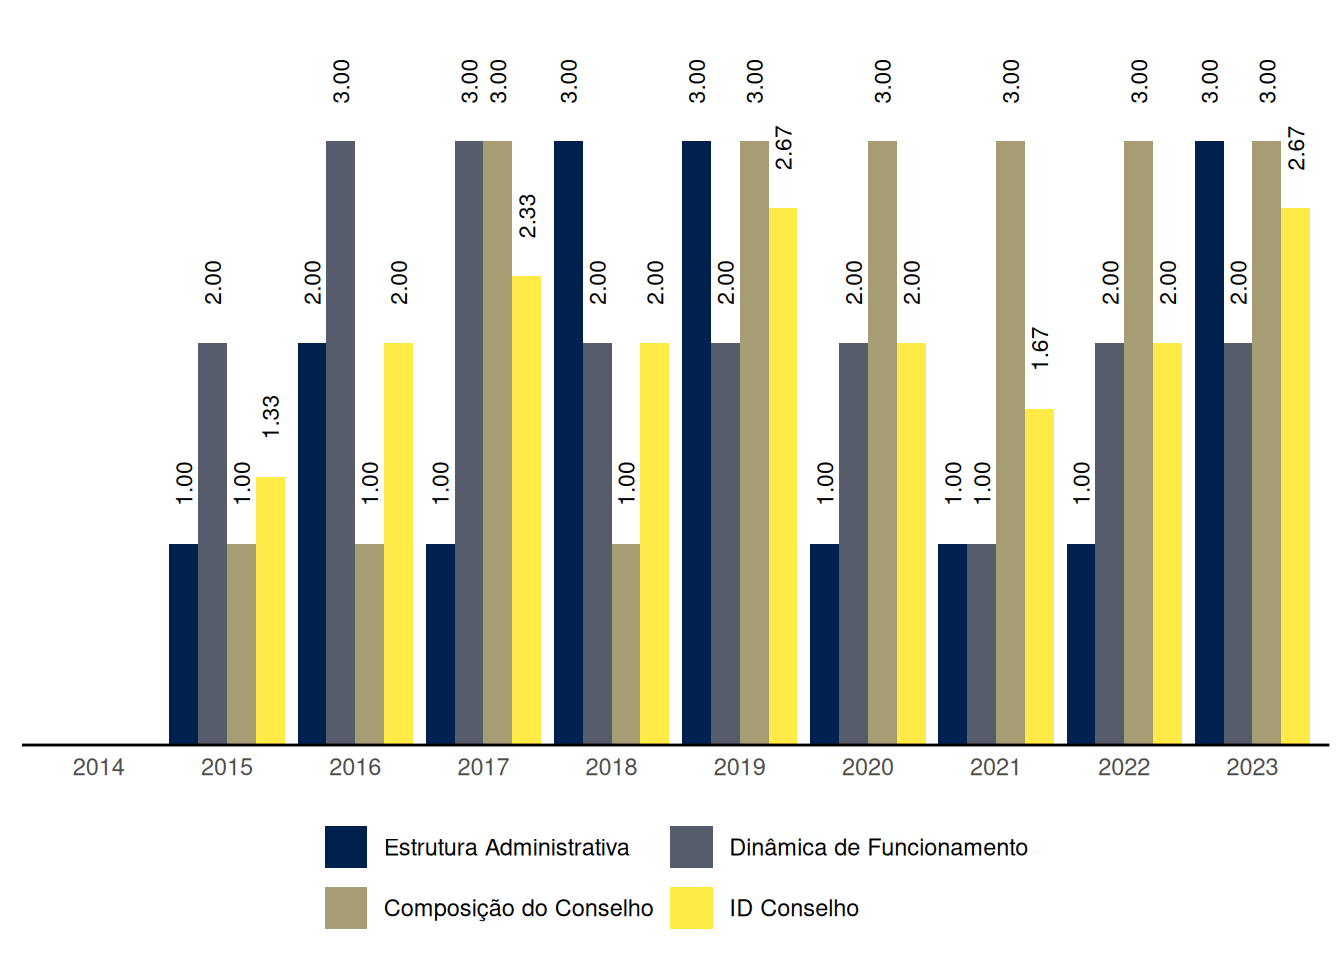 3.00 3.00 3.00 3.00 3.00 3.00 3.00 3.00 3.00 3.00 3.00
2.67 2.67
2.33
2.00 2.00 2.00 2.00 2.00 2.00 2.00 2.00 2.00 2.00 2.00
1.67
1.33
1.00 1.00 1.00 1.00 1.00 1.00 1.00 1.00 1.00
2014 2015 2016 2017 2018 2019 2020 2021 2022 2023
Estrutura Administrativa Dinâmica de Funcionamento
Composição do Conselho ID Conselho